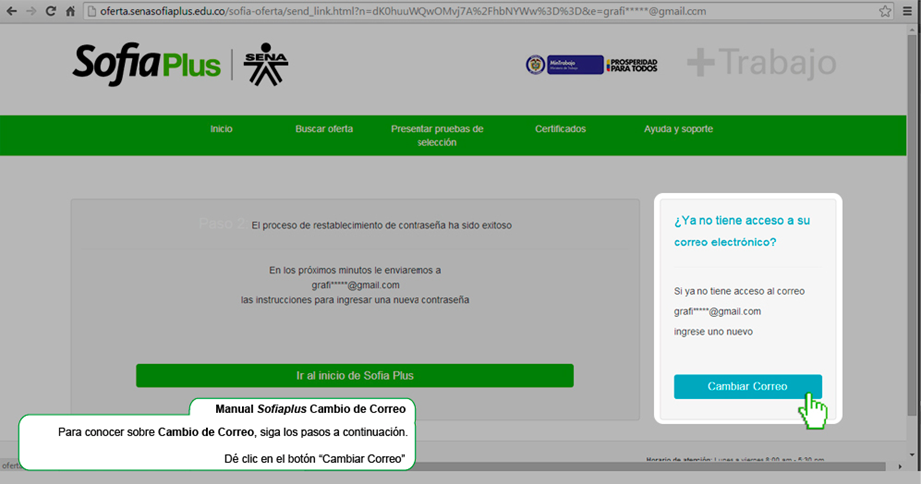 oferta.senasofiaplus.edu.co/sofia-oferta/send_link.html?n=dK0huuWQwOMvj7A%2FhbNYWw%3D%3D&e=grafi*****@gmail.com
SofiaPlus
SENA
MinTrabajo
PROSPERIDAD
PARA TODOS
+Trabajo
Inicio
Buscar oferta
Presentar pruebas de
selección
Certificados
Ayuda y soporte
Paso 2: El proceso de restablecimiento de contraseña ha sido exitoso
En los próximos minutos le enviaremos a
grafi*****@gmail.com
las instrucciones para ingresar una nueva contraseña
Ir al inicio de Sofia Plus
¿Ya no tiene acceso a su
correo electrónico?
Si ya no tiene acceso al correo
grafi*****@gmail.com
ingrese uno nuevo
Cambiar Correo
Manual Sofiaplus Cambio de Correo
Para conocer sobre Cambio de Correo, siga los pasos a continuación.
Dé clic en el botón “Cambiar Correo”
oferta
Horario de atención: Lunes a viernes 8:00 am - 5:30 pm